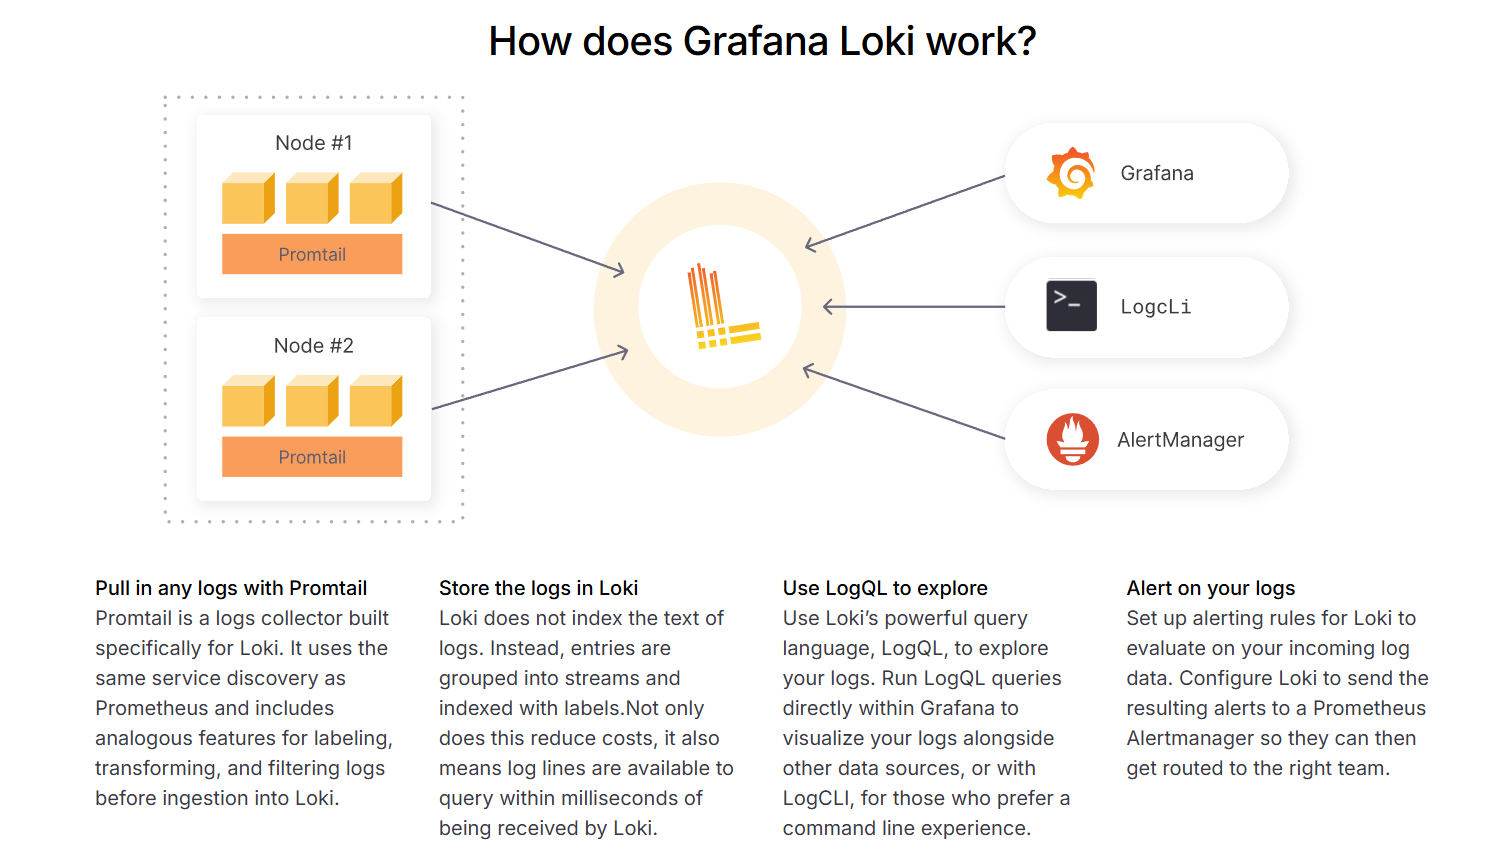 How does Grafana Loki work?
Node #1
Promtail
Node #2
Promtail
Grafana
>_
LogcLi
AlertManager
Pull in any logs with Promtail
Promtail is a logs collector built
specifically for Loki. It uses the
same service discovery as
Prometheus and includes
analogous features for labeling,
transforming, and filtering logs
before ingestion into Loki.
Store the logs in Loki
Loki does not index the text of
logs. Instead, entries are
grouped into streams and
indexed with labels.Not only
does this reduce costs, it also
means log lines are available to
query within milliseconds of
being received by Loki.
Use LogQL to explore
Use Loki’s powerful query
language, LogQL, to explore
your logs. Run LogQL queries
directly within Grafana to
visualize your logs alongside
other data sources, or with
LogCLI, for those who prefer a
command line experience.
Alert on your logs
Set up alerting rules for Loki to
evaluate on your incoming log
data. Configure Loki to send the
resulting alerts to a Prometheus
Alertmanager so they can then
get routed to the right team.